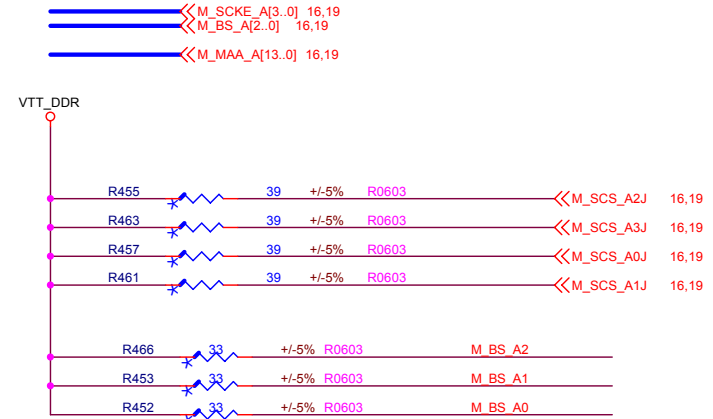 M_SCKE_A[3..0] 16,19
M_BS_A[2..0] 16,19
M_MAA_A[13..0] 16,19
VTT_DDR
R455 39 +/-5% R0603 M_SCS_A2J 16,19
R463 39 +/-5% R0603 M_SCS_A3J 16,19
R457 39 +/-5% R0603 M_SCS_A0J 16,19
R461 39 +/-5% R0603 M_SCS_A1J 16,19
R466 33 +/-5% R0603 M_BS_A2
R453 33 +/-5% R0603 M_BS_A1
R452 33 +/-5% R0603 M_BS_A0